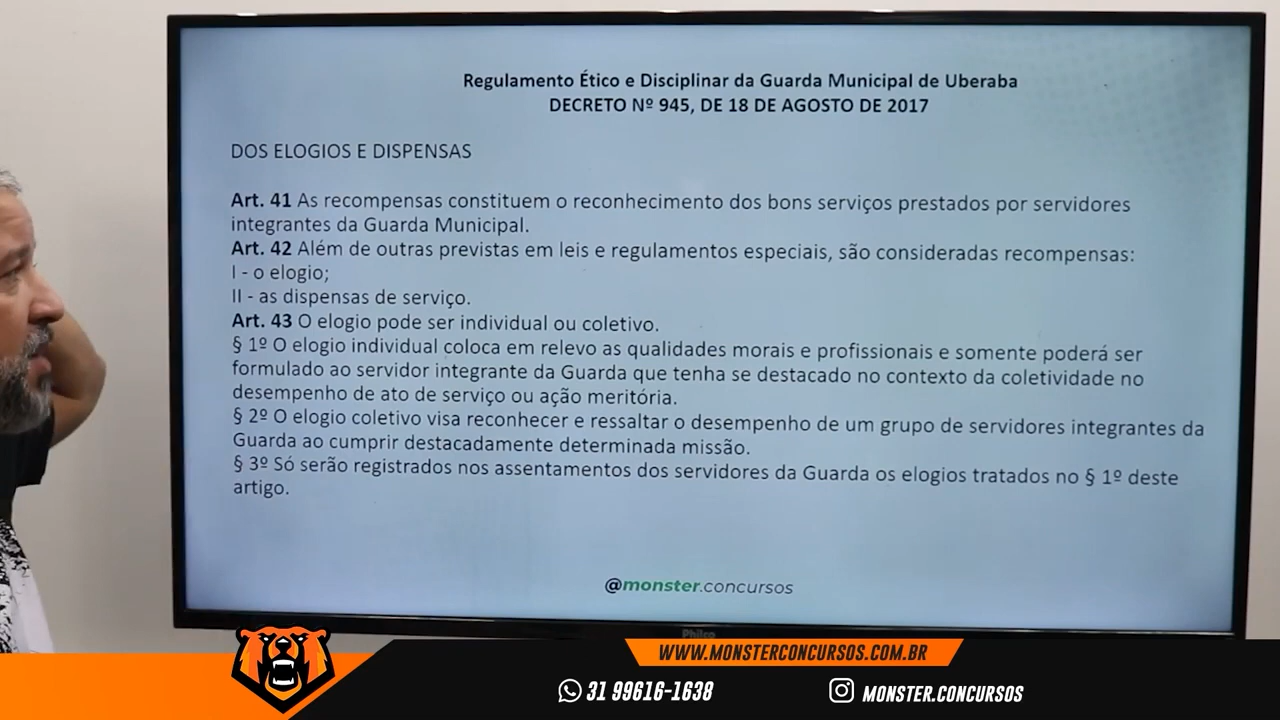 Regulamento Ético e Disciplinar da Guarda Municipal de Uberaba
DECRETO Nº 945, DE 18 DE AGOSTO DE 2017
DOS ELOGIOS E DISPENSAS
Art. 41 As recompensas constituem o reconhecimento dos bons serviços prestados por servidores
integrantes da Guarda Municipal.
Art. 42 Além de outras previstas em leis e regulamentos especiais, são consideradas recompensas:
I - o elogio;
II - as dispensas de serviço.
Art. 43 O elogio pode ser individual ou coletivo.
§ 1º O elogio individual coloca em relevo as qualidades morais e profissionais e somente poderá ser
formulado ao servidor integrante da Guarda que tenha se destacado no contexto da coletividade no
desempenho de ato de serviço ou ação meritória.
§ 2º O elogio coletivo visa reconhecer e ressaltar o desempenho de um grupo de servidores integrantes da
Guarda ao cumprir destacadamente determinada missão.
§ 3º Só serão registrados nos assentamentos dos servidores da Guarda os elogios tratados no § 1º deste
artigo.
@monster.concursos
Philco
WWW.MONSTERCONCURSOS.COM.BR
31 99616-1638
MONSTER.CONCURSOS